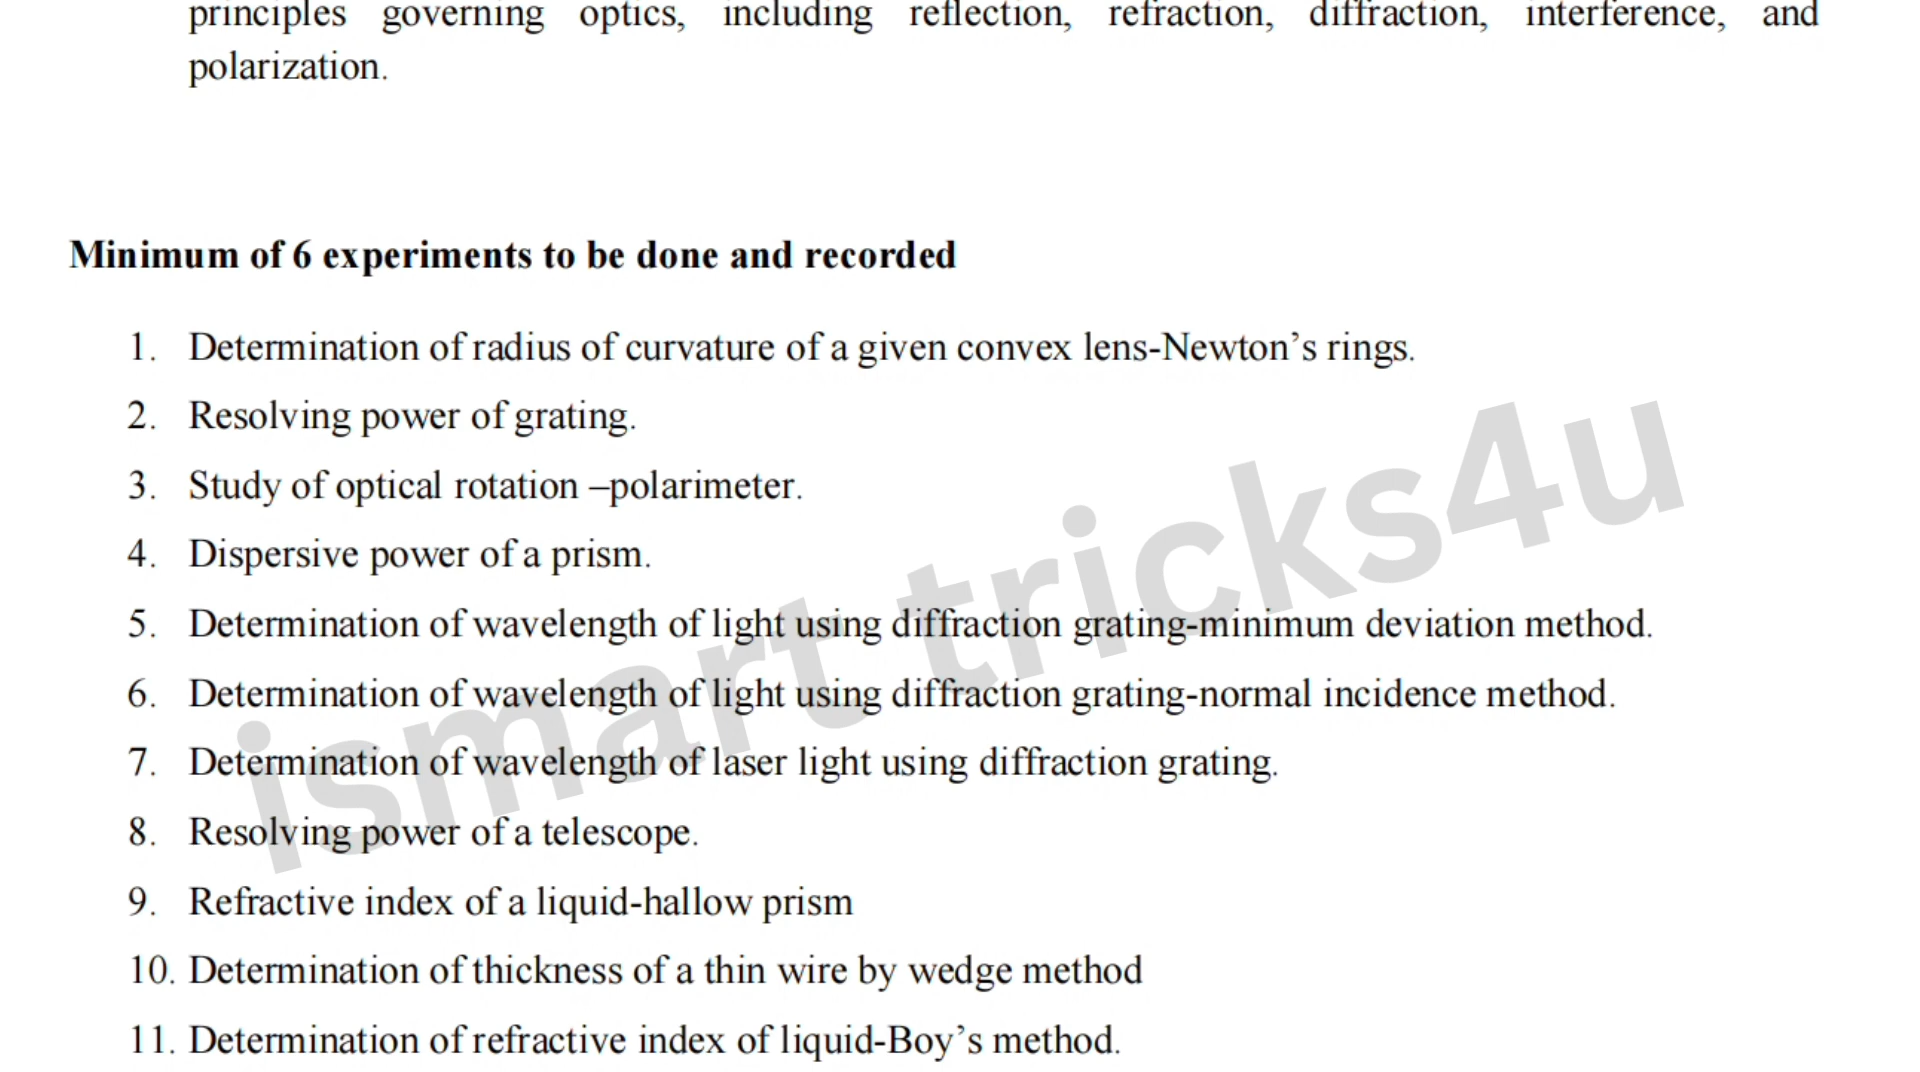 principles governing optics, including reflection, refraction, diffraction, interference, and
polarization.
Minimum of 6 experiments to be done and recorded
1. Determination of radius of curvature of a given convex lens-Newton’s rings.
2. Resolving power of grating.
3. Study of optical rotation –polarimeter.
4. Dispersive power of a prism.
5. Determination of wavelength of light using diffraction grating-minimum deviation method.
6. Determination of wavelength of light using diffraction grating-normal incidence method.
7. Determination of wavelength of laser light using diffraction grating.
8. Resolving power of a telescope.
9. Refractive index of a liquid-hallow prism
10. Determination of thickness of a thin wire by wedge method
11. Determination of refractive index of liquid-Boy’s method.
ismart tricks4u